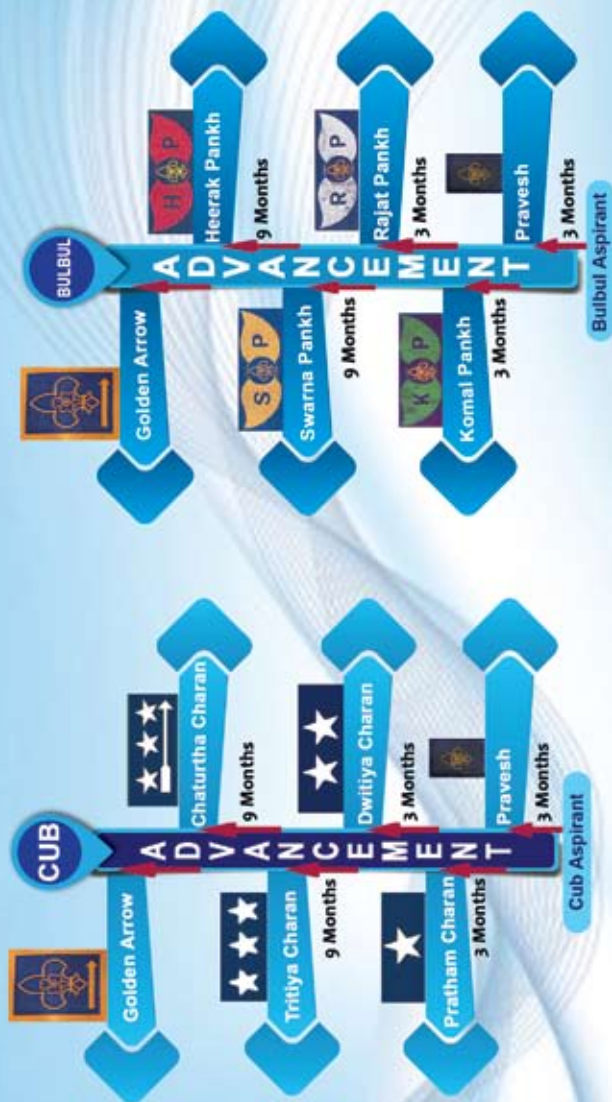 CUB
ADVANCEMENT
Golden Arrow
Chaturtha Charan
9 Months
Tritiya Charan
9 Months
Dwitiya Charan
3 Months
Pratham Charan
3 Months
Pravesh
3 Months
Cub Aspirant
BULBUL
ADVANCEMENT
Golden Arrow
H P
Heerak Pankh
9 Months
S P
Swarna Pankh
9 Months
R P
Rajat Pankh
3 Months
K P
Komal Pankh
3 Months
Pravesh
3 Months
Bulbul Aspirant